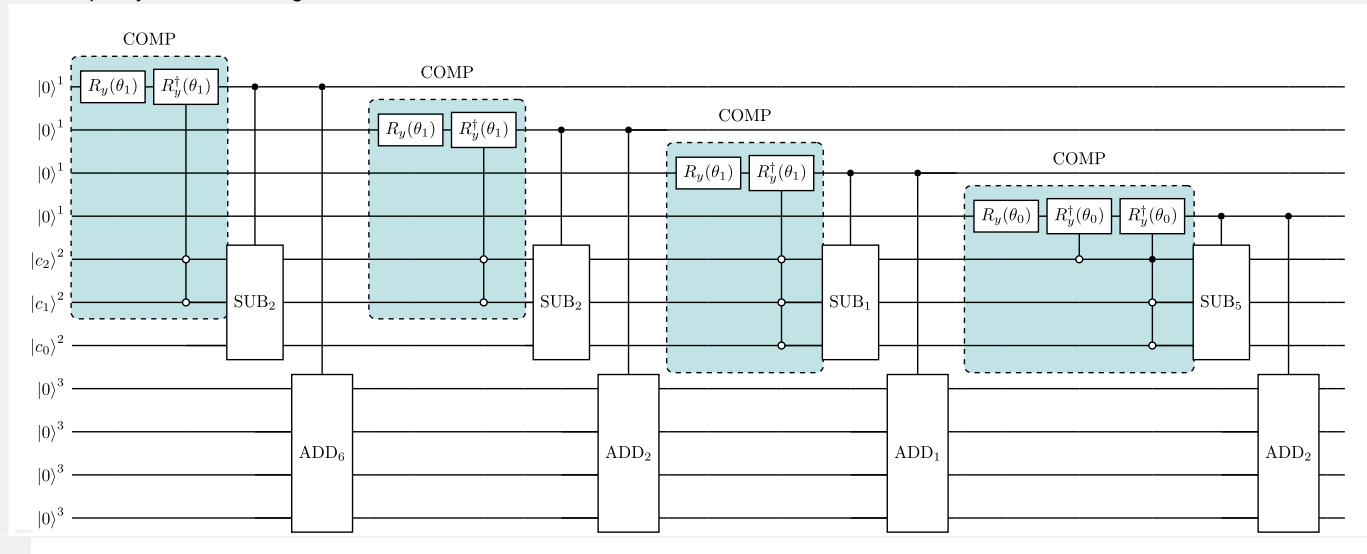 COMP
|0⟩¹ R_y(θ₁) R_y†(θ₁)
COMP
|0⟩¹ R_y(θ₁) R_y†(θ₁)
COMP
|0⟩¹ R_y(θ₁) R_y†(θ₁)
COMP
|0⟩¹ R_y(θ₀) R_y†(θ₀) R_y†(θ₀)
|c₂⟩²
|c₁⟩² SUB₂ SUB₂ SUB₁ SUB₅
|c₀⟩²
|0⟩³
|0⟩³
ADD₆ ADD₂ ADD₁ ADD₂
|0⟩³
|0⟩³